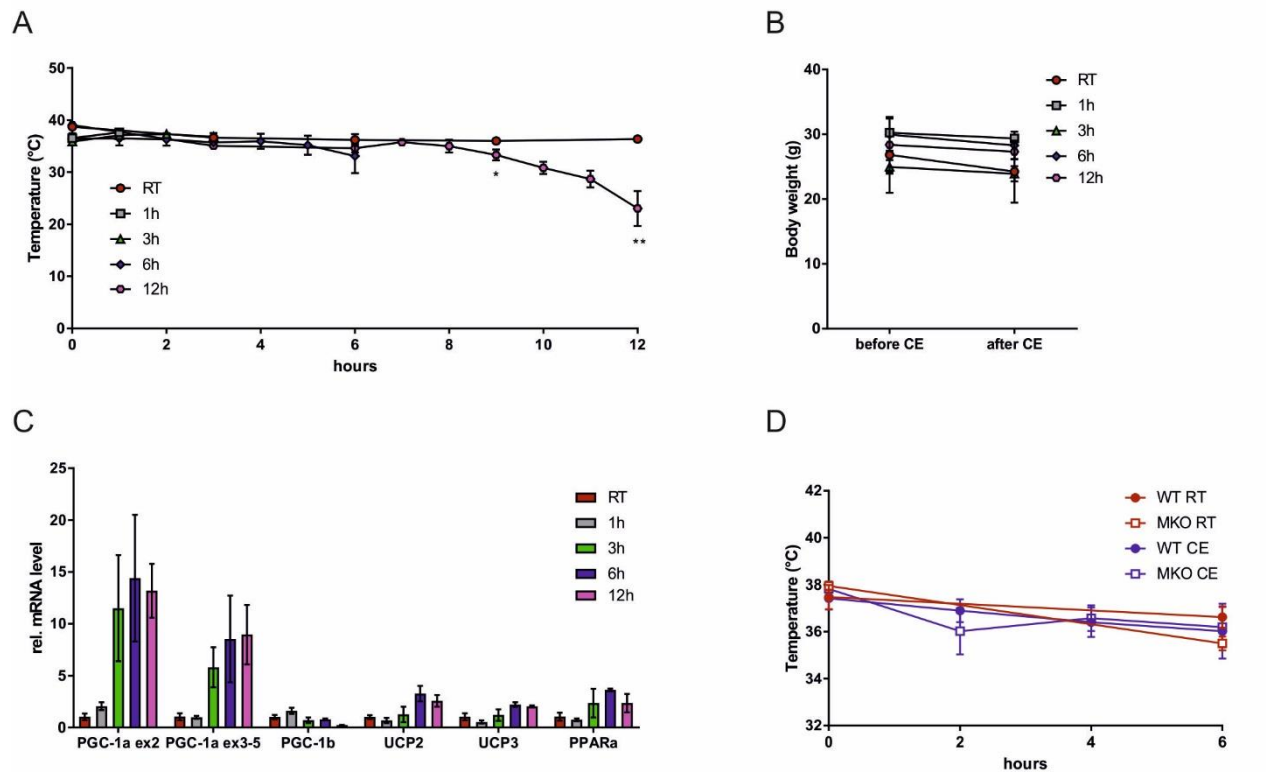 A
B
50
40
30
20
10
0
Temperature (°C)
RT
1h
3h
6h
12h
*
**
0 2 4 6 8 10 12
hours
40
30
20
10
0
Body weight (g)
before CE after CE
RT
1h
3h
6h
12h
C
D
25
20
15
10
5
0
rel. mRNA level
RT
1h
3h
6h
12h
PGC-1a ex2 PGC-1a ex3-5 PGC-1b UCP2 UCP3 PPARa
42
40
38
36
34
32
Temperature (°C)
WT RT
MKO RT
WT CE
MKO CE
0 2 4 6
hours